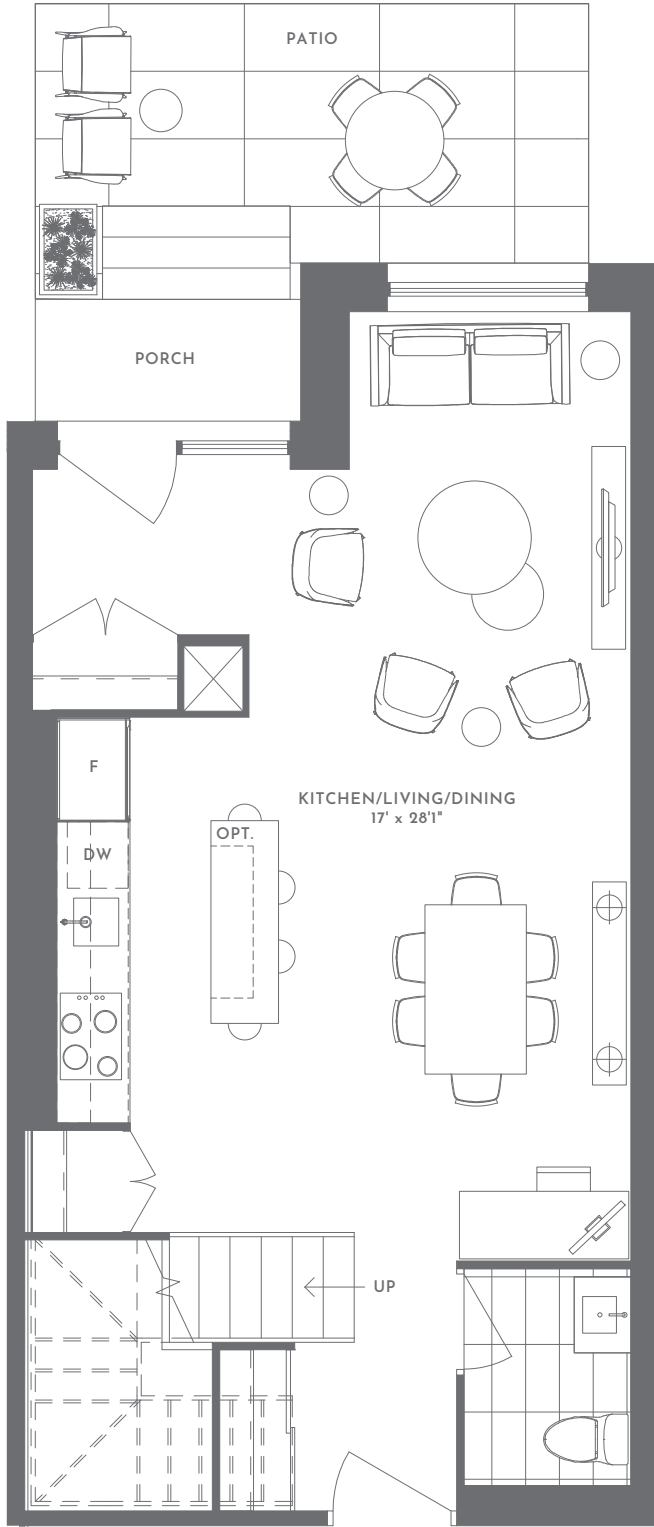 PATIO
PORCH
F
KITCHEN/LIVING/DINING
17' x 28'1"
OPT.
DW
UP